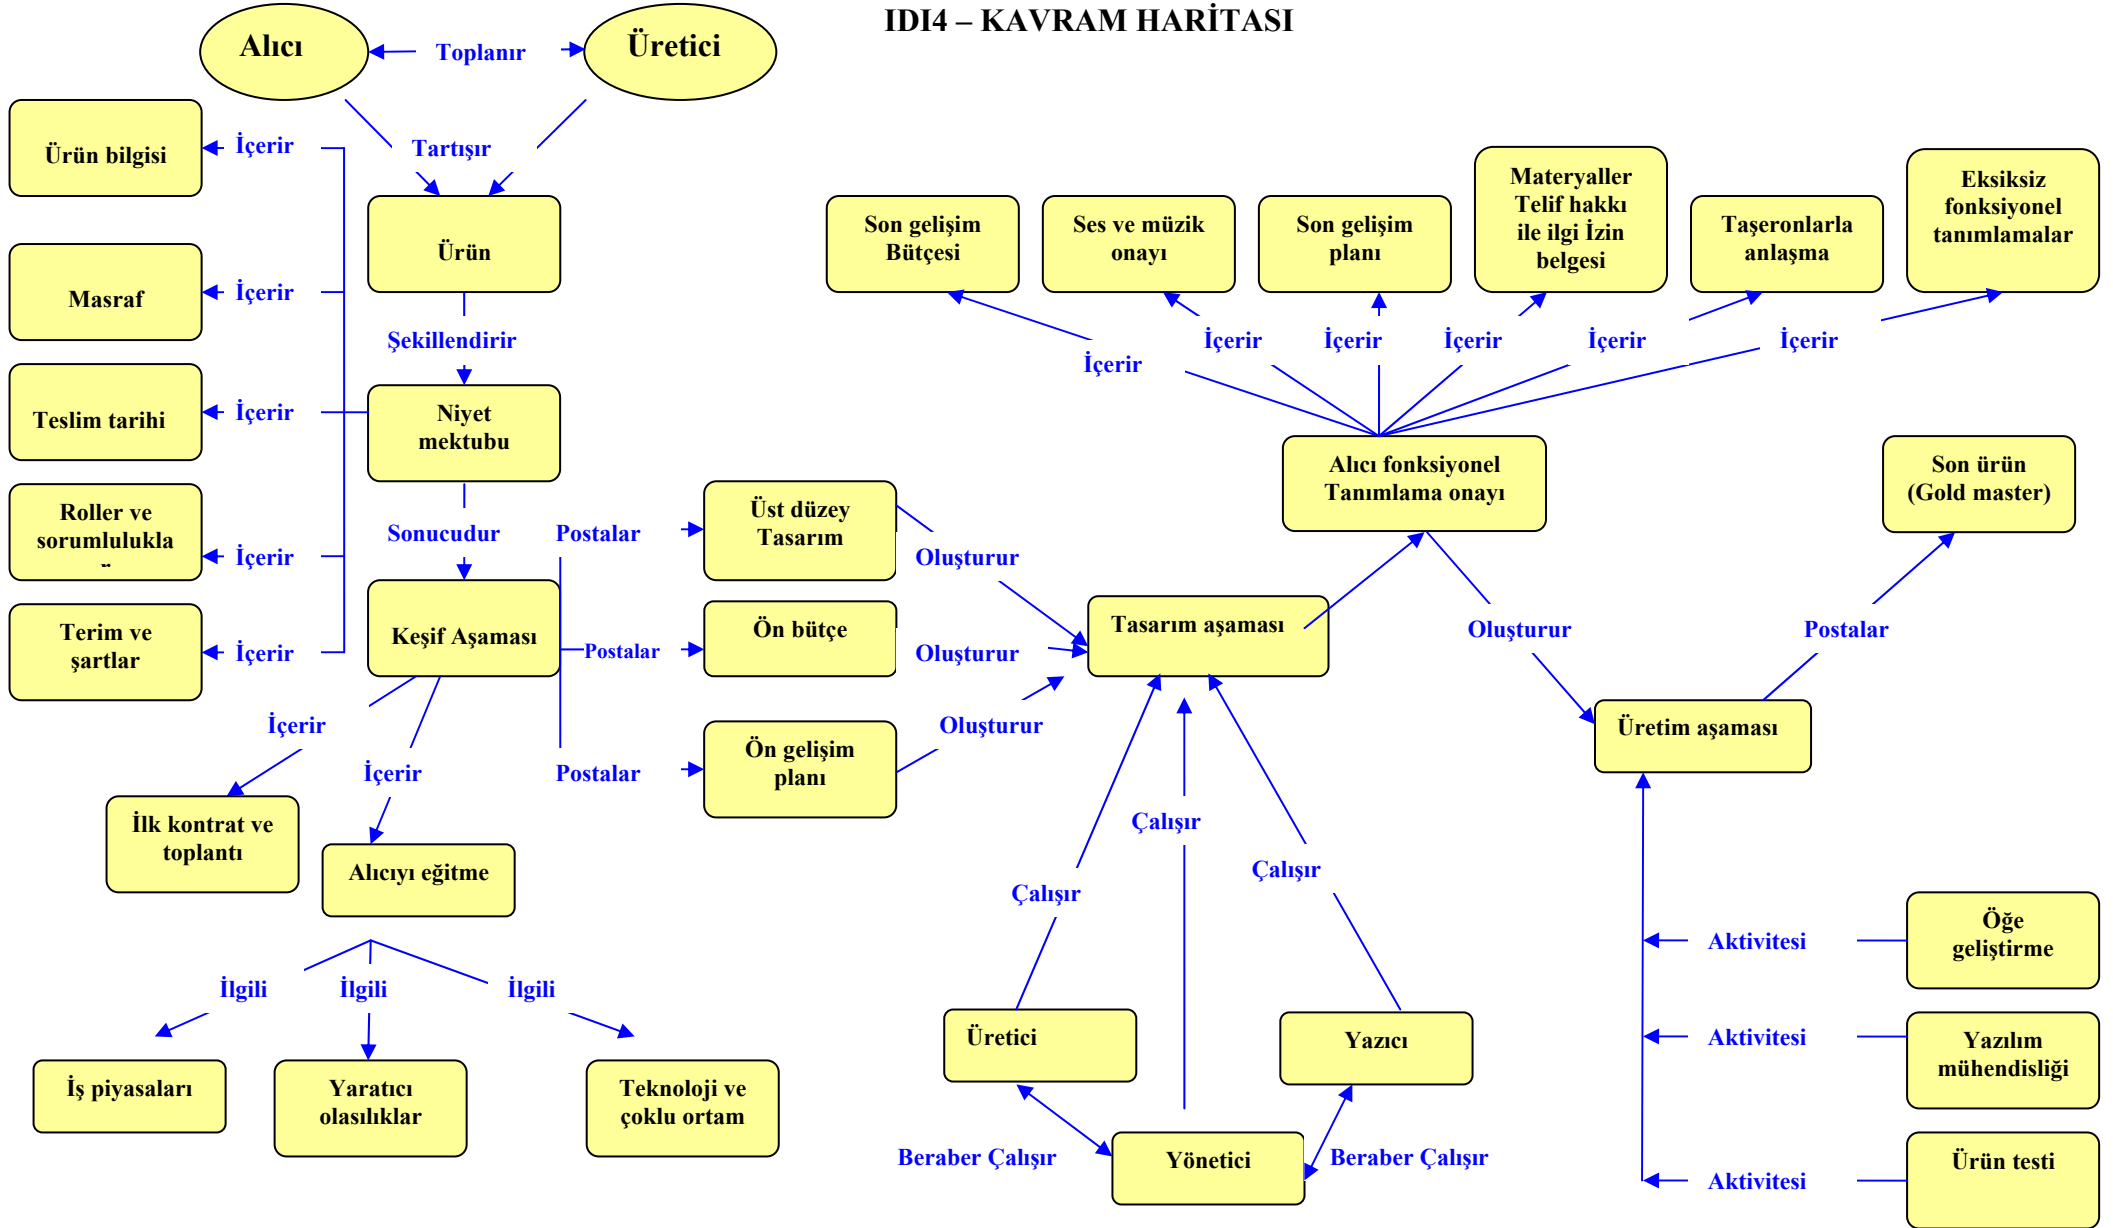 IDI4 – KAVRAM HARİTASI
Alıcı
Toplanır
Üretici
Tartışır
Ürün bilgisi
İçerir
Masraf
İçerir
Teslim tarihi
İçerir
Roller ve
sorumlulukla
r
İçerir
Terim ve
şartlar
İçerir
Ürün
Şekillendirir
Niyet
mektubu
Sonucudur
Keşif Aşaması
İçerir
İçerir
İlk kontrat ve
toplantı
Alıcıyı eğitme
İlgili
İlgili
İlgili
İş piyasaları
Yaratıcı
olasılıklar
Teknoloji ve
çoklu ortam
Postalar
Postalar
Postalar
Üst düzey
Tasarım
Ön bütçe
Ön gelişim
planı
Oluşturur
Oluşturur
Oluşturur
Tasarım aşaması
Çalışır
Çalışır
Çalışır
Üretici
Yazıcı
Yönetici
Beraber Çalışır
Beraber Çalışır
Son gelişim
Bütçesi
Ses ve müzik
onayı
Son gelişim
planı
Materyaller
Telif hakkı
ile ilgi İzin
belgesi
Taşeronlarla
anlaşma
Eksiksiz
fonksiyonel
tanımlamalar
İçerir
İçerir
İçerir
İçerir
İçerir
İçerir
Alıcı fonksiyonel
Tanımlama onayı
Son ürün
(Gold master)
Oluşturur
Postalar
Üretim aşaması
Aktivitesi
Öğe
geliştirme
Aktivitesi
Yazılım
mühendisliği
Aktivitesi
Ürün testi